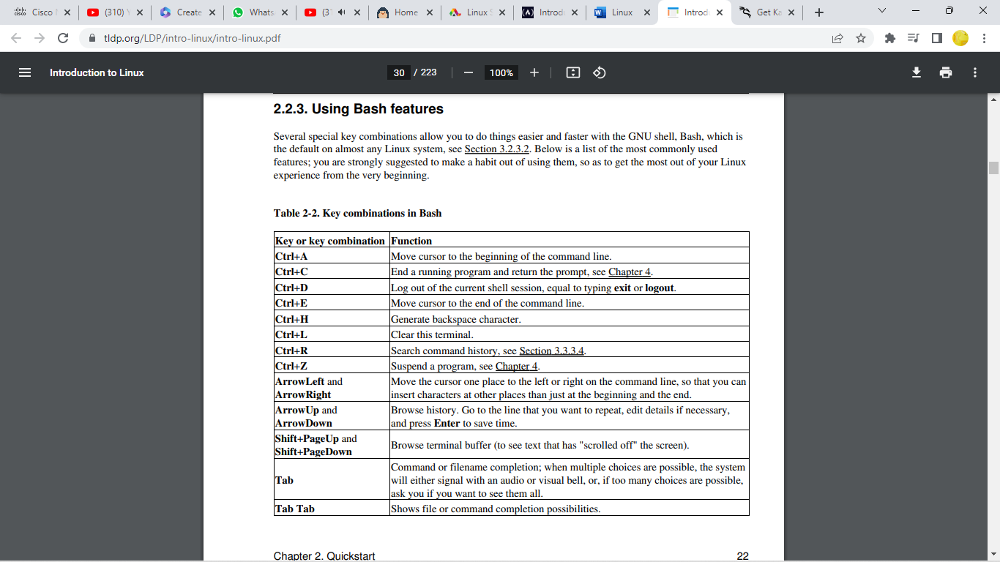 Cisco
(310)
Create
Whats
Home
Linux
Introd
Linux
Introd
Get Ka
tldp.org/LDP/intro-linux/intro-linux.pdf
Introduction to Linux
30 / 223
100%
2.2.3. Using Bash features
Several special key combinations allow you to do things easier and faster with the GNU shell, Bash, which is
the default on almost any Linux system, see Section 3.2.3.2. Below is a list of the most commonly used
features; you are strongly suggested to make a habit out of using them, so as to get the most out of your Linux
experience from the very beginning.
Table 2-2. Key combinations in Bash
Key or key combination Function
Ctrl+A Move cursor to the beginning of the command line.
Ctrl+C End a running program and return the prompt, see Chapter 4.
Ctrl+D Log out of the current shell session, equal to typing exit or logout.
Ctrl+E Move cursor to the end of the command line.
Ctrl+H Generate backspace character.
Ctrl+L Clear this terminal.
Ctrl+R Search command history, see Section 3.3.3.4.
Ctrl+Z Suspend a program, see Chapter 4.
ArrowLeft and
ArrowRight
Move the cursor one place to the left or right on the command line, so that you can
insert characters at other places than just at the beginning and the end.
ArrowUp and
ArrowDown
Browse history. Go to the line that you want to repeat, edit details if necessary,
and press Enter to save time.
Shift+PageUp and
Shift+PageDown
Browse terminal buffer (to see text that has "scrolled off" the screen).
Tab
Command or filename completion; when multiple choices are possible, the system
will either signal with an audio or visual bell, or, if too many choices are possible,
ask you if you want to see them all.
Tab Tab Shows file or command completion possibilities.
Chapter 2. Quickstart 22